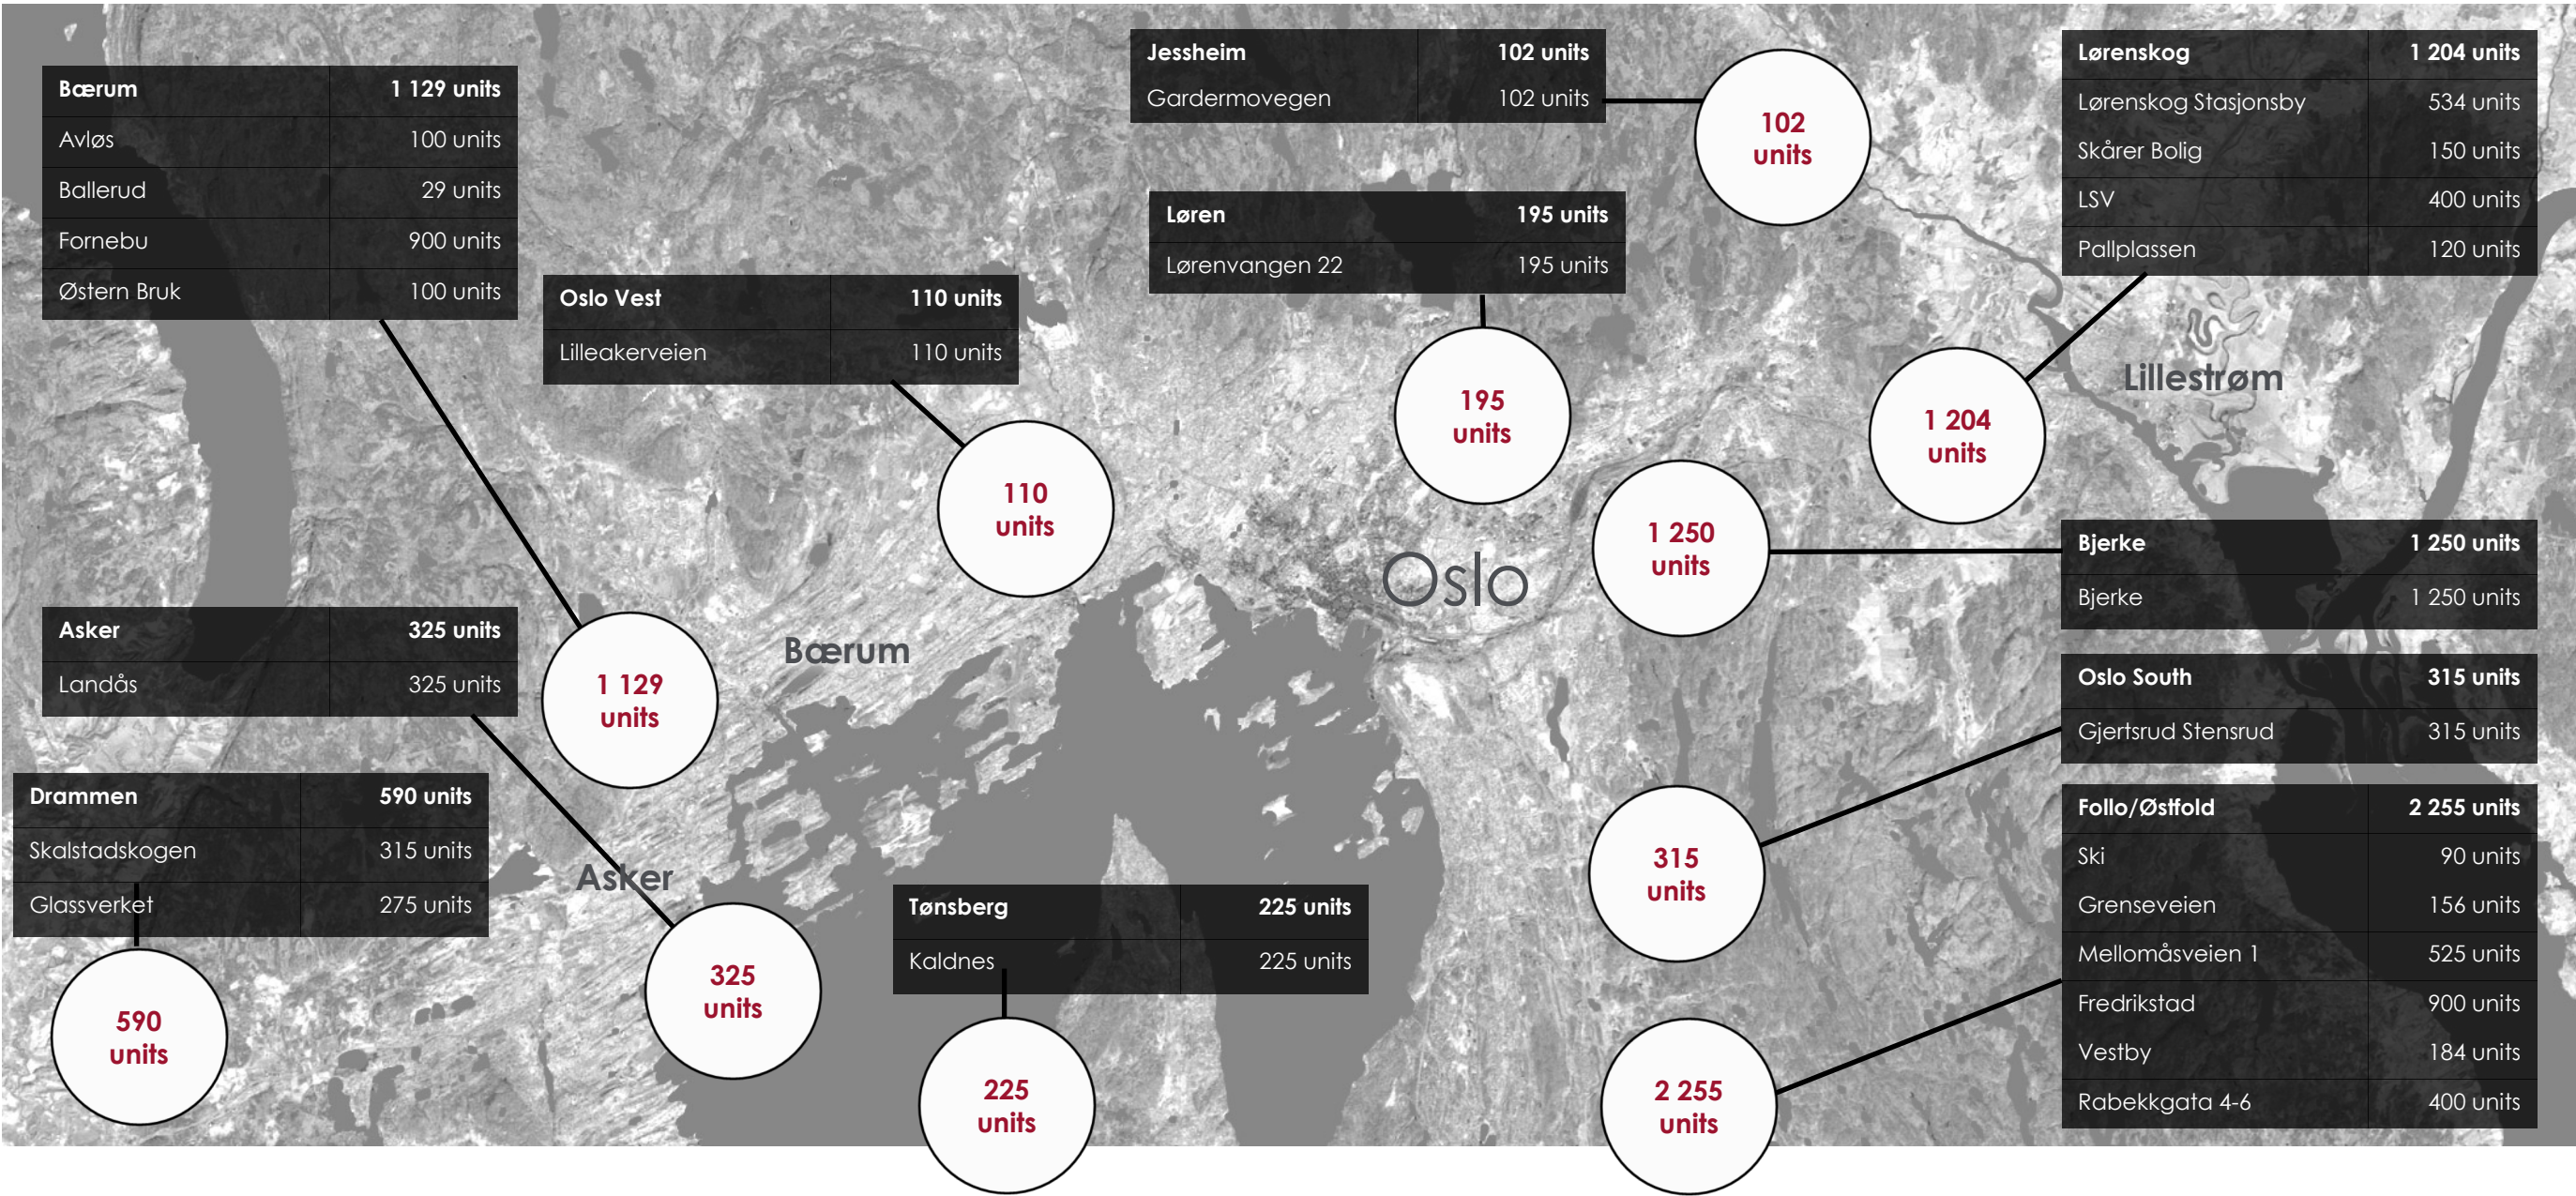 Bærum 1 129 units
Avløs 100 units
Ballerud 29 units
Fornebu 900 units
Østern Bruk 100 units
Oslo Vest 110 units
Lilleakerveien 110 units
Jessheim 102 units
Gardermovegen 102 units
Løren 195 units
Lørenvangen 22 195 units
Lørenskog 1 204 units
Lørenskog Stasjonsby 534 units
Skårer Bolig 150 units
LSV 400 units
Pallplassen 120 units
102
units
195
units
1 204
units
Lillestrøm
110
units
1 250
units
Oslo
Bjerke 1 250 units
Bjerke 1 250 units
Asker 325 units
Landås 325 units
1 129
units
Bærum
Oslo South 315 units
Gjertsrud Stensrud 315 units
Drammen 590 units
Skalstadskogen 315 units
Glassverket 275 units
Asker
315
units
Follo/Østfold 2 255 units
Ski 90 units
Grenseveien 156 units
Mellomåsveien 1 525 units
Fredrikstad 900 units
Vestby 184 units
Rabekkgata 4-6 400 units
Tønsberg 225 units
Kaldnes 225 units
325
units
590
units
225
units
2 255
units